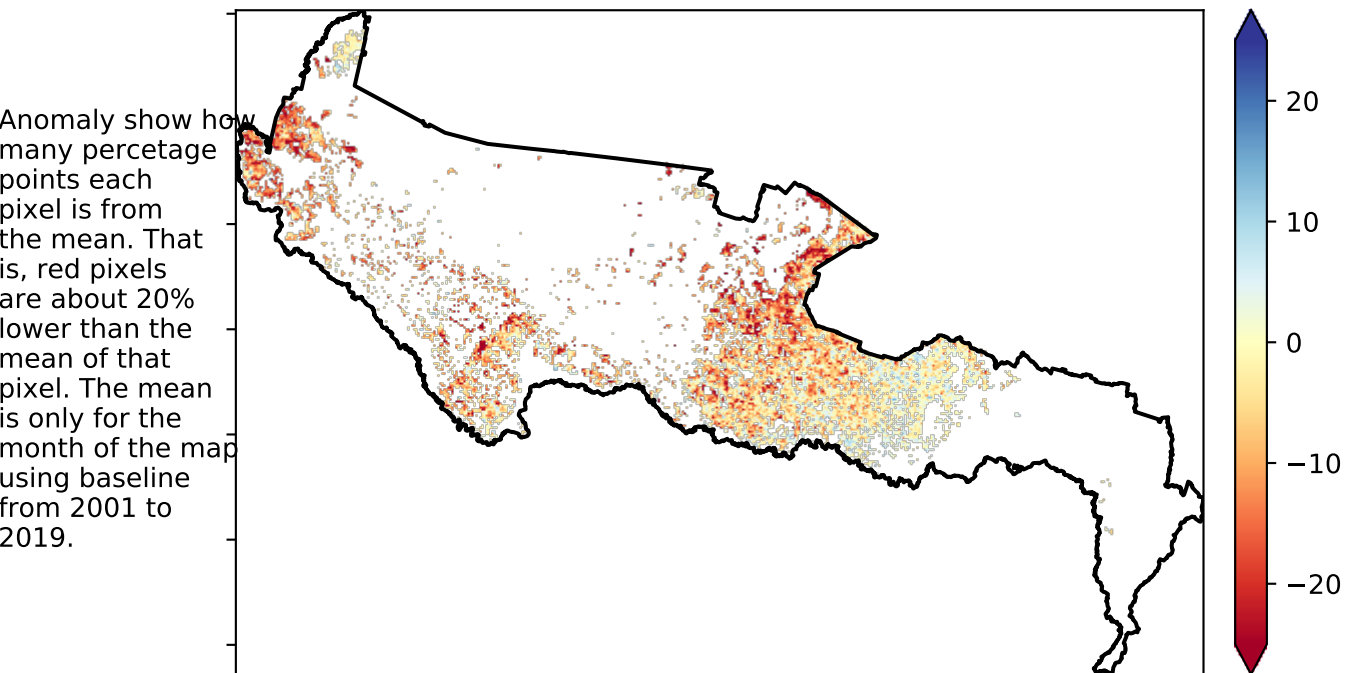 Anomaly show how
many percetage
points each
pixel is from
the mean. That
is, red pixels
are about 20%
lower than the
mean of that
pixel. The mean
is only for the
month of the map
using baseline
from 2001 to
2019.
20
10
0
−10
−20